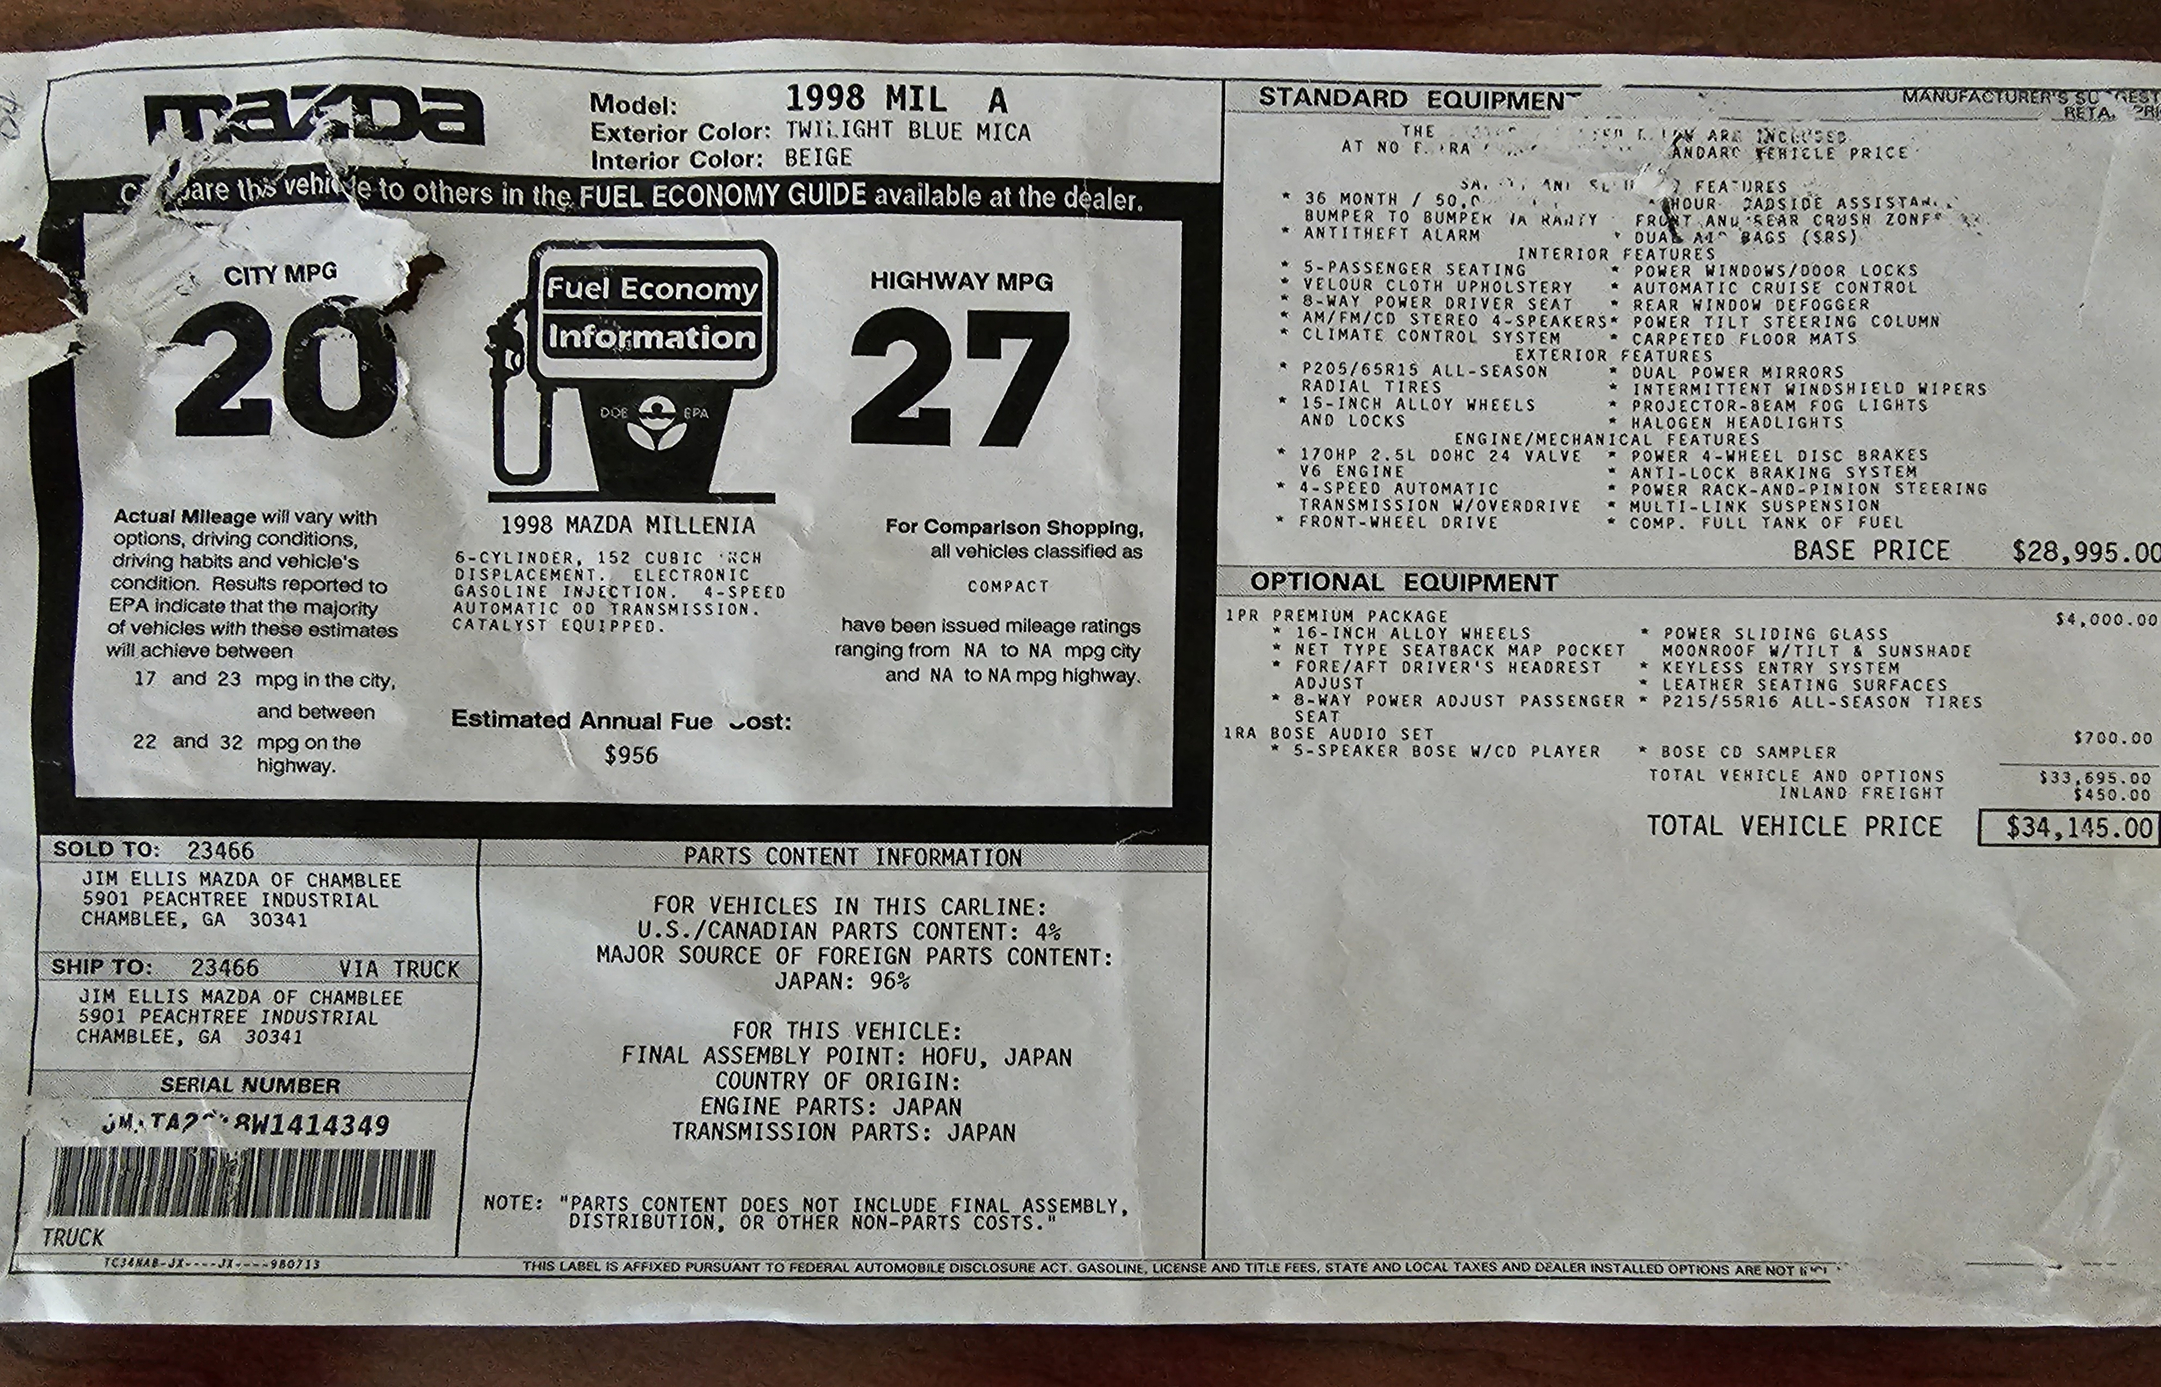 mazda
Model: 1998 MIL A
Exterior Color: TWILIGHT BLUE MICA
Interior Color: BEIGE
this vehicle to others in the FUEL ECONOMY GUIDE available at the dealer.
CITY MPG
20
Fuel Economy
Information
DOE EPA
HIGHWAY MPG
27
Actual Mileage will vary with
options, driving conditions,
driving habits and vehicle's
condition. Results reported to
EPA indicate that the majority
of vehicles with these estimates
will achieve between
17 and 23 mpg in the city,
and between
22 and 32 mpg on the
highway.
1998 MAZDA MILLENIA
6-CYLINDER, 152 CUBIC INCH
DISPLACEMENT. ELECTRONIC
GASOLINE INJECTION. 4-SPEED
AUTOMATIC OD TRANSMISSION.
CATALYST EQUIPPED.
Estimated Annual Fue Cost:
$956
For Comparison Shopping,
all vehicles classified as
COMPACT
have been issued mileage ratings
ranging from NA to NA mpg city
and NA to NA mpg highway.
SOLD TO: 23466
JIM ELLIS MAZDA OF CHAMBLEE
5901 PEACHTREE INDUSTRIAL
CHAMBLEE, GA 30341
SHIP TO: 23466 VIA TRUCK
JIM ELLIS MAZDA OF CHAMBLEE
5901 PEACHTREE INDUSTRIAL
CHAMBLEE, GA 30341
SERIAL NUMBER
8W1414349
TRUCK
TC34NAB-JX----JX----980713
PARTS CONTENT INFORMATION
FOR VEHICLES IN THIS CARLINE:
U.S./CANADIAN PARTS CONTENT: 4%
MAJOR SOURCE OF FOREIGN PARTS CONTENT:
JAPAN: 96%
FOR THIS VEHICLE:
FINAL ASSEMBLY POINT: HOFU, JAPAN
COUNTRY OF ORIGIN:
ENGINE PARTS: JAPAN
TRANSMISSION PARTS: JAPAN
NOTE: "PARTS CONTENT DOES NOT INCLUDE FINAL ASSEMBLY,
DISTRIBUTION, OR OTHER NON-PARTS COSTS."
THIS LABEL IS AFFIXED PURSUANT TO FEDERAL AUTOMOBILE DISCLOSURE ACT. GASOLINE, LICENSE AND TITLE FEES, STATE AND LOCAL TAXES AND DEALER INSTALLED OPTIONS ARE NOT
STANDARD EQUIPMENT
MANUFACTURER'S
THE ARE INCLUDED
AT NO VEHICLE PRICE
AND FEATURES
* 36 MONTH / HOUR ROADSIDE ASSISTANCE
BUMPER TO BUMPER WARRANTY FRONT AND REAR CRUSH ZONES
* ANTITHEFT ALARM * DUAL AIR BAGS (SRS)
INTERIOR FEATURES
* 5-PASSENGER SEATING * POWER WINDOWS/DOOR LOCKS
* VELOUR CLOTH UPHOLSTERY * AUTOMATIC CRUISE CONTROL
* 8-WAY POWER DRIVER SEAT * REAR WINDOW DEFOGGER
* AM/FM/CD STEREO 4-SPEAKERS* POWER TILT STEERING COLUMN
* CLIMATE CONTROL SYSTEM * CARPETED FLOOR MATS
EXTERIOR FEATURES
* P205/65R15 ALL-SEASON * DUAL POWER MIRRORS
RADIAL TIRES * INTERMITTENT WINDSHIELD WIPERS
* 15-INCH ALLOY WHEELS * PROJECTOR-BEAM FOG LIGHTS
AND LOCKS * HALOGEN HEADLIGHTS
ENGINE/MECHANICAL FEATURES
* 170HP 2.5L DOHC 24 VALVE * POWER 4-WHEEL DISC BRAKES
V6 ENGINE * ANTI-LOCK BRAKING SYSTEM
* 4-SPEED AUTOMATIC * POWER RACK-AND-PINION STEERING
TRANSMISSION W/OVERDRIVE * MULTI-LINK SUSPENSION
* FRONT-WHEEL DRIVE * COMP. FULL TANK OF FUEL
BASE PRICE $28,995.00
OPTIONAL EQUIPMENT
1PR PREMIUM PACKAGE $4,000.00
* 16-INCH ALLOY WHEELS * POWER SLIDING GLASS
* NET TYPE SEATBACK MAP POCKET MOONROOF W/TILT & SUNSHADE
* FORE/AFT DRIVER'S HEADREST * KEYLESS ENTRY SYSTEM
ADJUST * LEATHER SEATING SURFACES
* 8-WAY POWER ADJUST PASSENGER * P215/55R16 ALL-SEASON TIRES
SEAT
1RA BOSE AUDIO SET $700.00
* 5-SPEAKER BOSE W/CD PLAYER * BOSE CD SAMPLER
TOTAL VEHICLE AND OPTIONS $33,695.00
INLAND FREIGHT $450.00
TOTAL VEHICLE PRICE $34,145.00